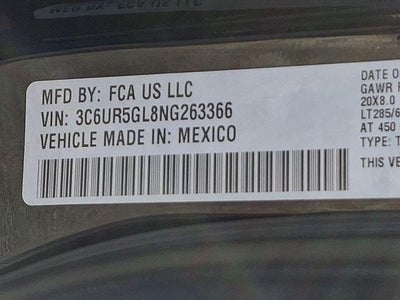 MFD BY: FCA US LLC
VIN: 3C6UR5GL8NG263366
VEHICLE MADE IN: MEXICO
DATE O
GAWR
20X8.0
LT285/6
AT 450
TYPE: T
THIS VE